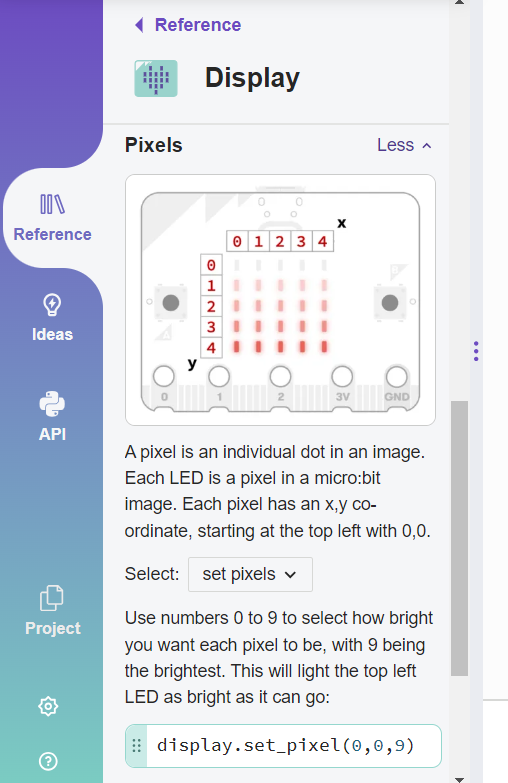 Reference
Display
Pixels
Less
x
0 1 2 3 4
0
1
2
3
4
y
0 1 2 3V GND
B
A
A pixel is an individual dot in an image.
Each LED is a pixel in a micro:bit
image. Each pixel has an x,y co-
ordinate, starting at the top left with 0,0.
Select: set pixels
Use numbers 0 to 9 to select how bright
you want each pixel to be, with 9 being
the brightest. This will light the top left
LED as bright as it can go:
display.set_pixel(0,0,9)
Reference
Ideas
API
Project
?